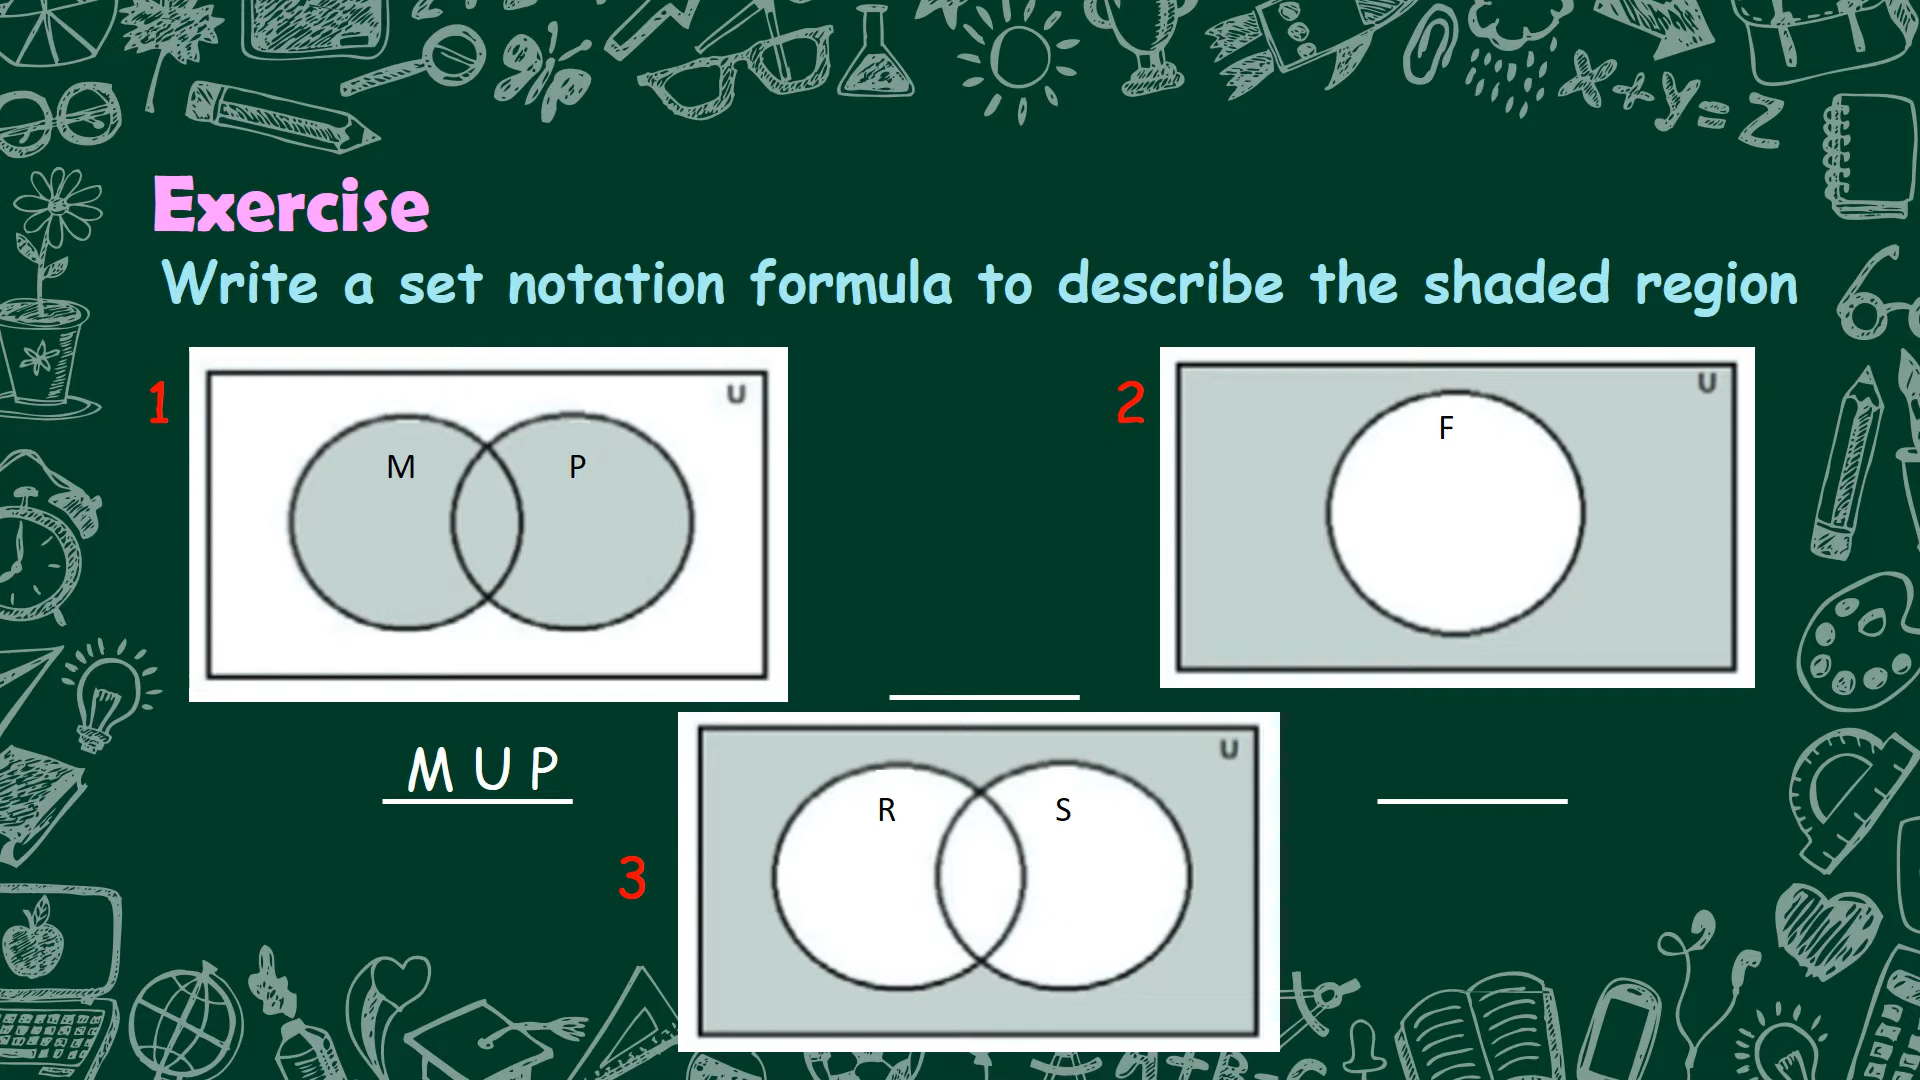 x+y=z
Exercise
Write a set notation formula to describe the shaded region
1
U
M P
2
U
F
M U P
3
U
R S